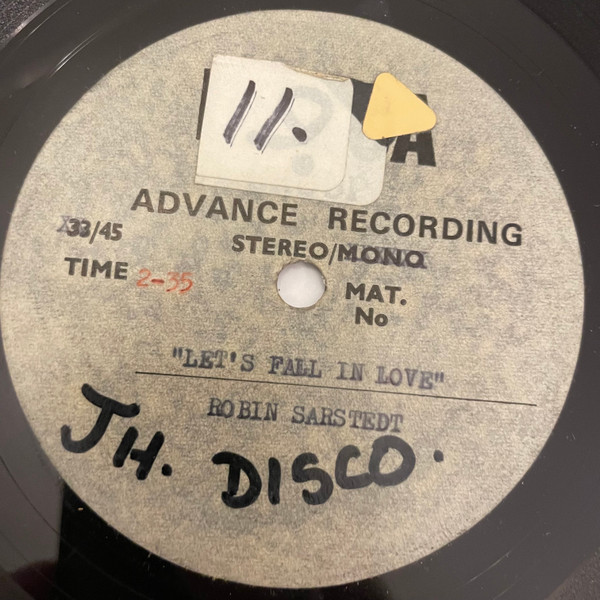 11.
ADVANCE RECORDING
33/45
STEREO/MONO
TIME 2-35
MAT.
No
"LET'S FALL IN LOVE"
ROBIN SARSTEDT
JH. DISCO.